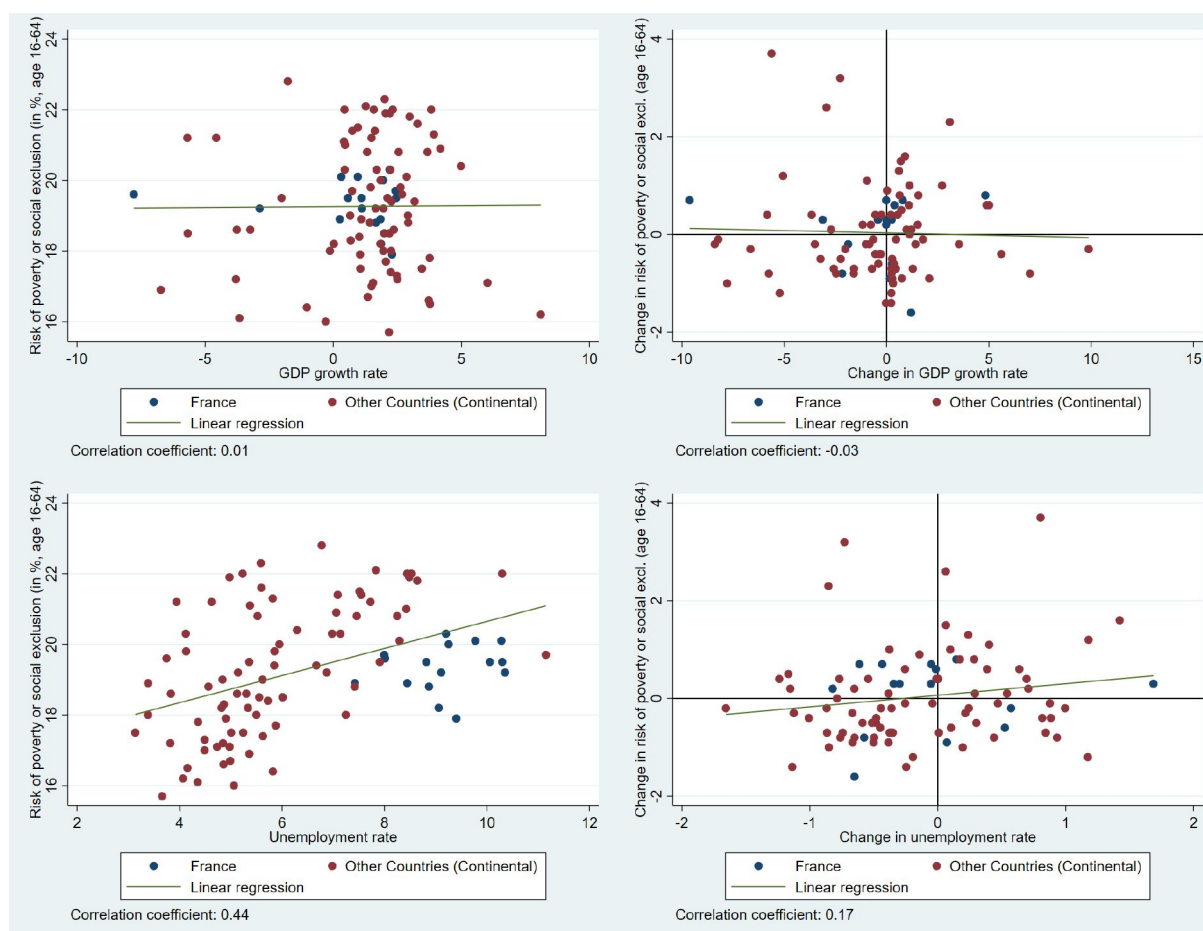 Risk of poverty or social exclusion (in %, age 16-64)
24
22
20
18
16
-10
-5
0
5
10
GDP growth rate
France
Other Countries (Continental)
Linear regression
Correlation coefficient: 0.01
Change in risk of poverty or social excl. (age 16-64)
4
2
0
-2
-10
-5
0
5
10
15
Change in GDP growth rate
France
Other Countries (Continental)
Linear regression
Correlation coefficient: -0.03
Risk of poverty or social exclusion (in %, age 16-64)
24
22
20
18
16
2
4
6
8
10
12
Unemployment rate
France
Other Countries (Continental)
Linear regression
Correlation coefficient: 0.44
Change in risk of poverty or social excl. (age 16-64)
4
2
0
-2
-2
-1
0
1
2
Change in unemployment rate
France
Other Countries (Continental)
Linear regression
Correlation coefficient: 0.17